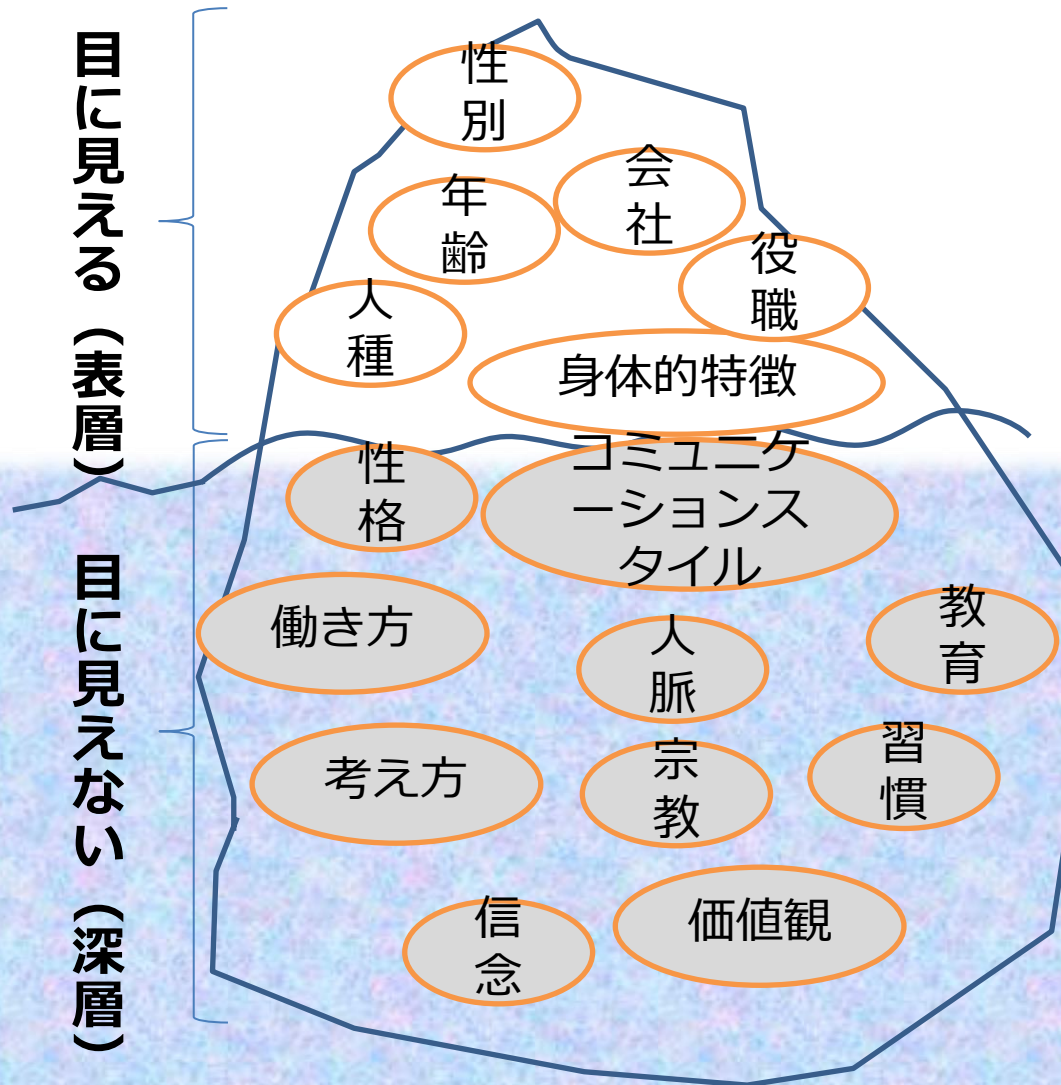 目に見える（表層）
性
別
会
社
年
齢
役
職
人
種
身体的特徴
目に見えない（深層）
性
格
コミュニケ
ーションス
タイル
働き方
人
脈
教
育
考え方
宗
教
習
慣
信
念
価値観